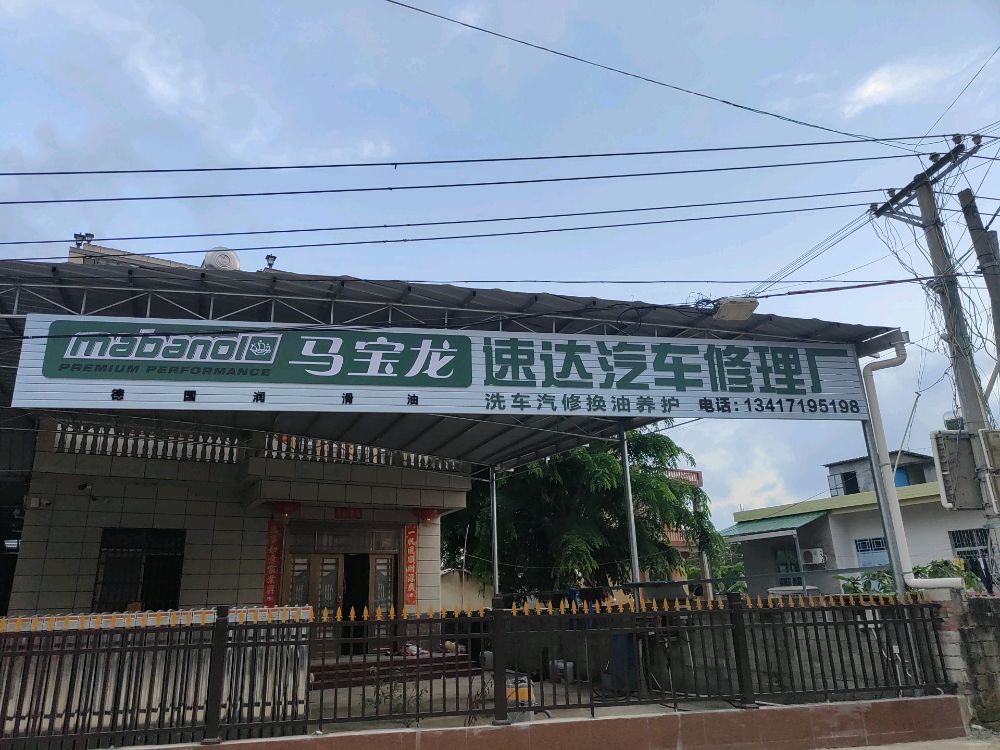 mabanol 马宝龙
PREMIUM PERFORMANCE
德国润滑油
速达汽车修理厂
洗车汽修换油养护 电话:13417195198